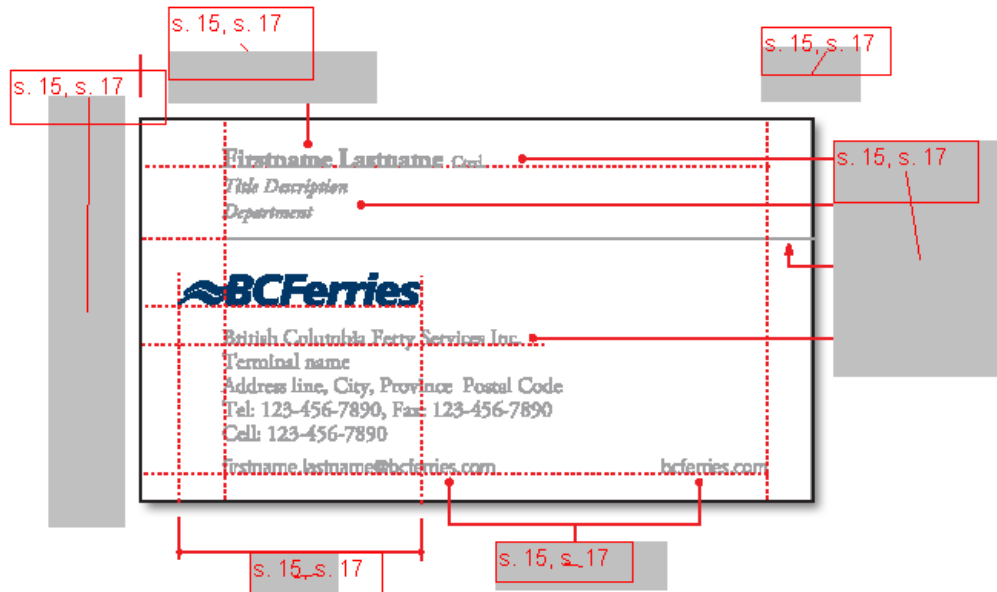 s. 15, s. 17
s. 15, s. 17
s. 15, s. 17
Firstname Lastname Cert.
s. 15, s. 17
Title Description
Department
BCFerries
British Columbia Ferry Services Inc.
Terminal name
Address line, City, Province Postal Code
Tel: 123-456-7890, Fax: 123-456-7890
Cell: 123-456-7890
firstname.lastname@bcferries.com bcferries.com
s. 15, s. 17
s. 15, s. 17